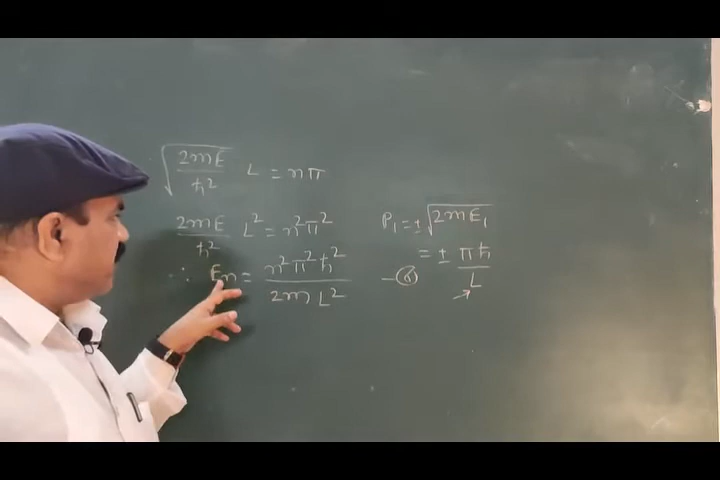 √(2mE/ħ²) L = nπ
2mE/ħ² L² = n²π²
∴ En = n²π²ħ²/2mL² –⑥
P₁ = ±√(2mE₁)
= ± πħ/L